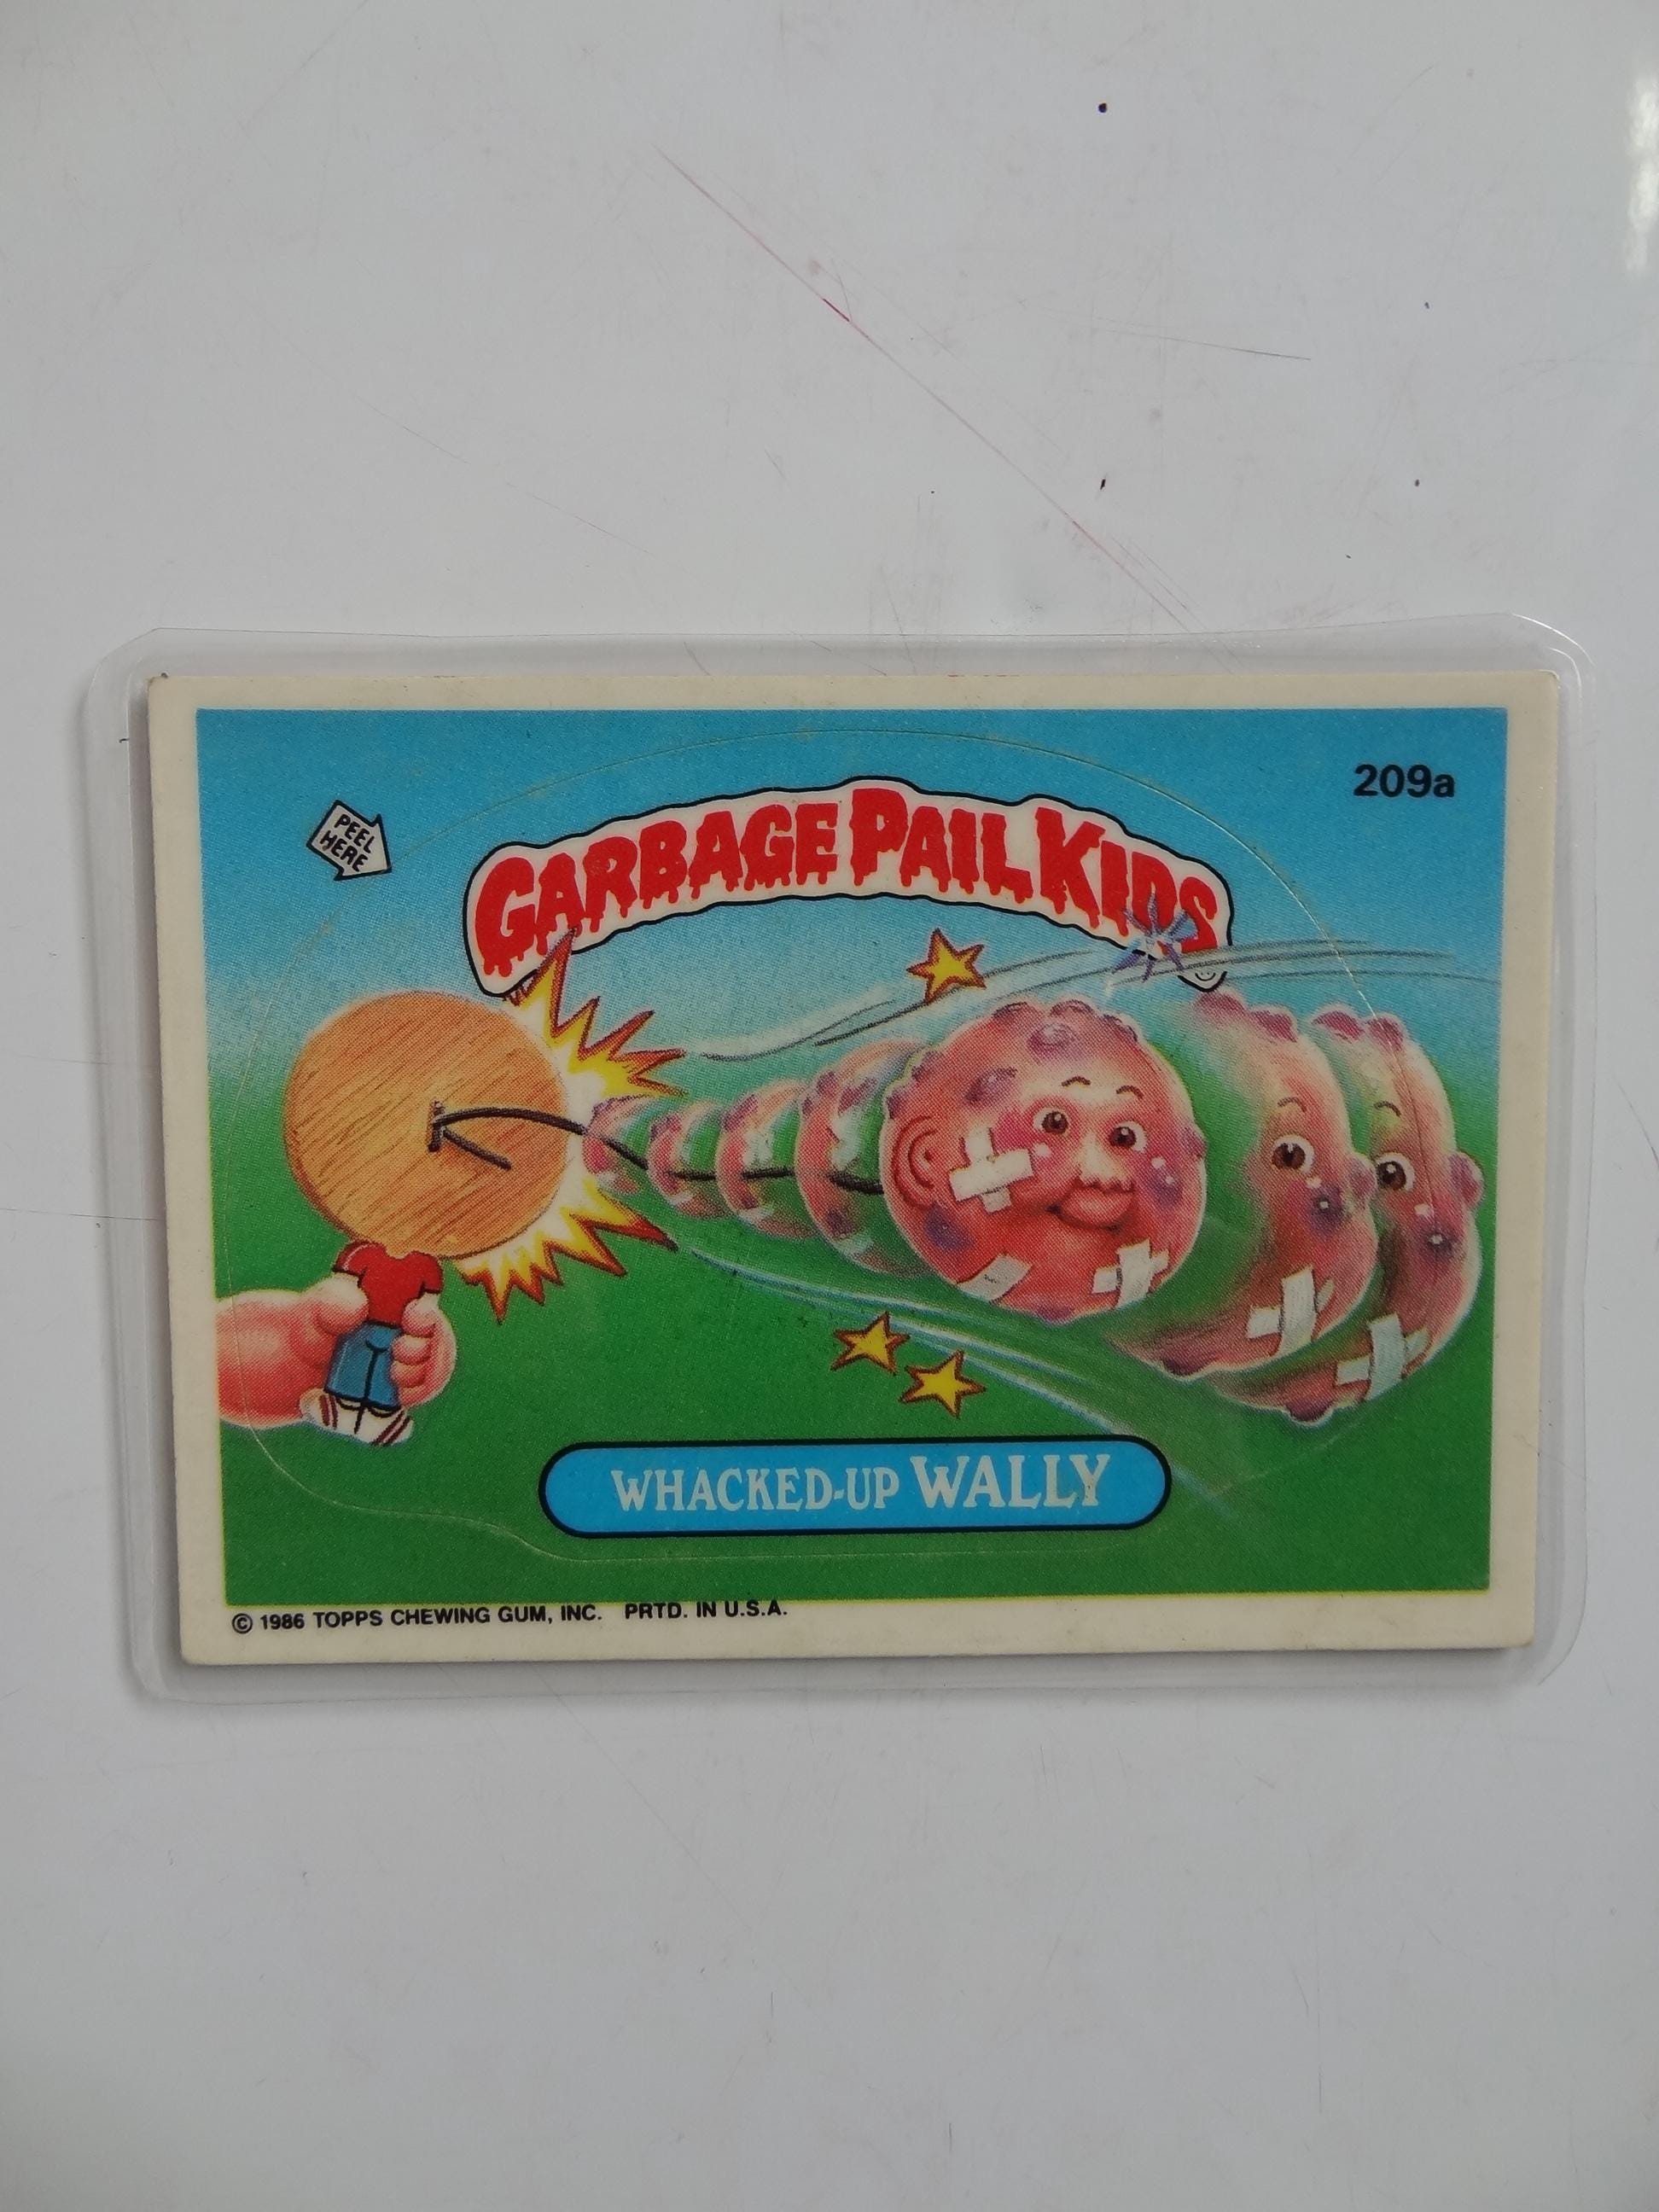 209a
PEEL
HERE
GARBAGE PAIL KIDS
WHACKED-UP WALLY
© 1986 TOPPS CHEWING GUM, INC. PRTD. IN U.S.A.